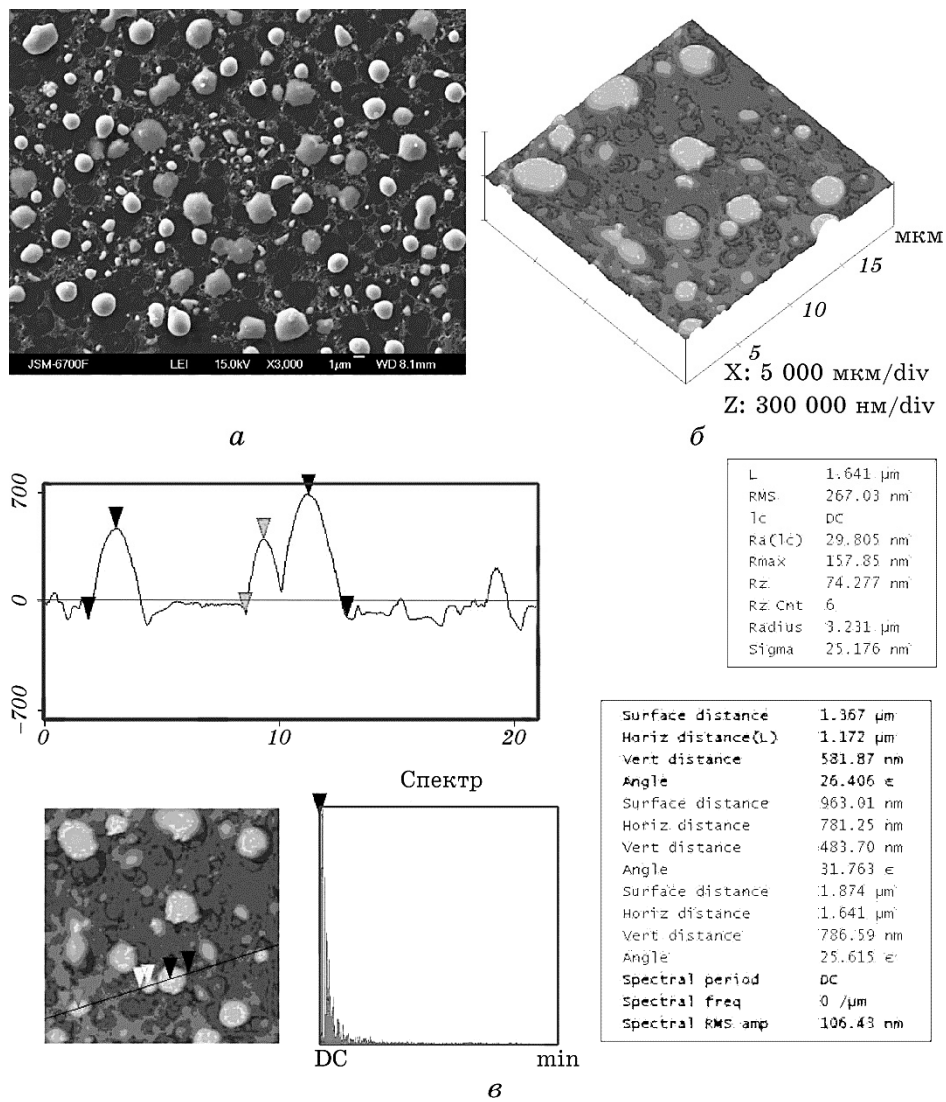 JSM-6700F LEI 15.0kV X3,000 1μm WD 8.1mm
а
мкм
15
10
5
X: 5 000 мкм/div
Z: 300 000 нм/div
б
700
0
−700
0 10 20
L 1.641 μm
RMS 267.03 nm
lc DC
Ra(lc) 29.805 nm
Rmax 157.85 nm
Rz 74.277 nm
Rz Cnt 6
Radius 3.231 μm
Sigma 25.176 nm
Surface distance 1.367 μm
Horiz distance(L) 1.172 μm
Vert distance 581.87 nm
Angle 26.406 є
Surface distance 963.01 nm
Horiz distance 781.25 nm
Vert distance 483.70 nm
Angle 31.763 є
Surface distance 1.874 μm
Horiz distance 1.641 μm
Vert distance 786.59 nm
Angle 25.615 є
Spectral period DC
Spectral freq 0 /μm
Spectral RMS amp 106.43 nm
Спектр
DC min
в